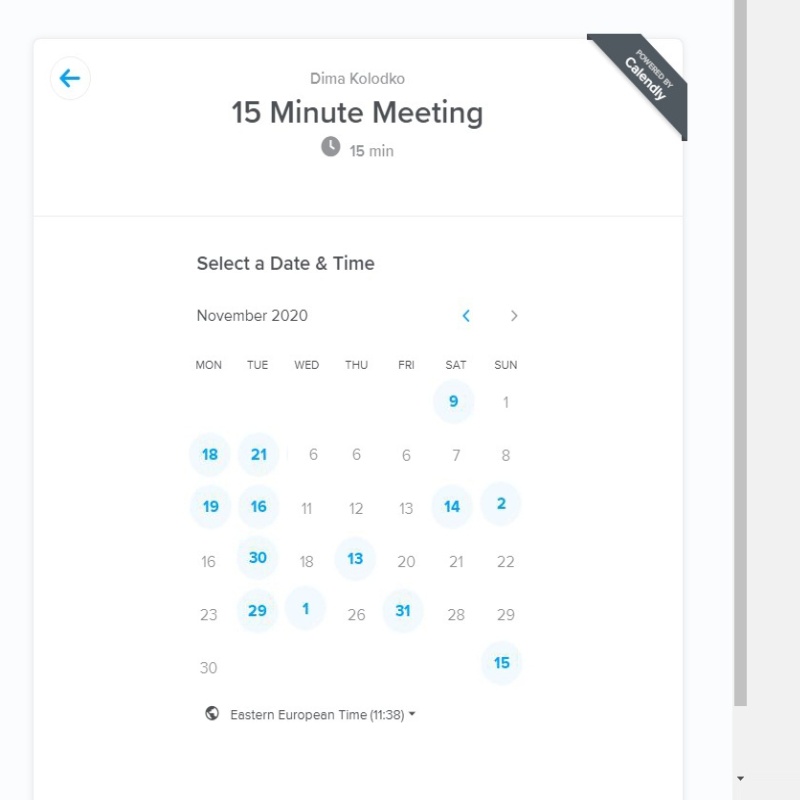 Dima Kolodko
POWERED BY
Calendly
15 Minute Meeting
15 min
Select a Date & Time
November 2020
MON TUE WED THU FRI SAT SUN
9 1
18 21 6 6 6 7 8
19 16 11 12 13 14 2
16 30 18 13 20 21 22
23 29 1 26 31 28 29
30 15
Eastern European Time (11:38)